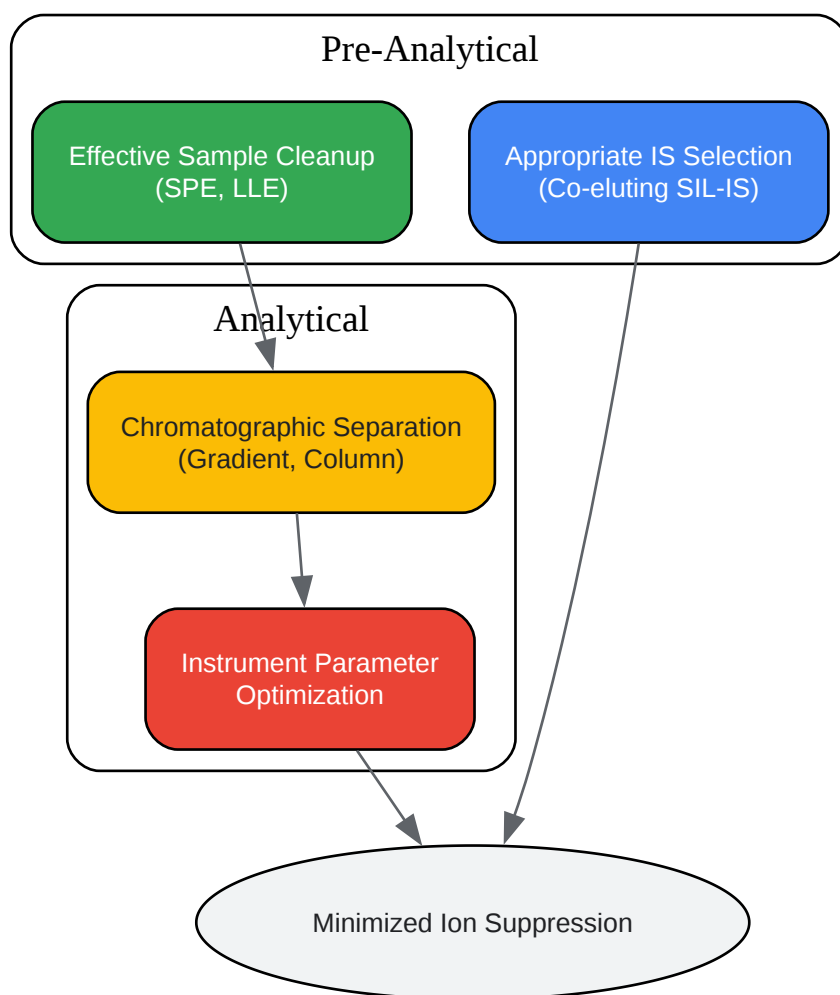 Pre-Analytical
Effective Sample Cleanup
(SPE, LLE)
Appropriate IS Selection
(Co-eluting SIL-IS)
Analytical
Chromatographic Separation
(Gradient, Column)
Instrument Parameter
Optimization
Minimized Ion Suppression